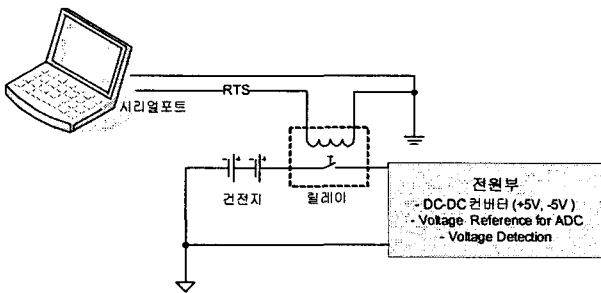 시리얼포트
RTS
건전지
릴레이
전원부
- DC-DC 컨버터 (+5V, -5V )
- Voltage Reference for ADC
- Voltage Detection